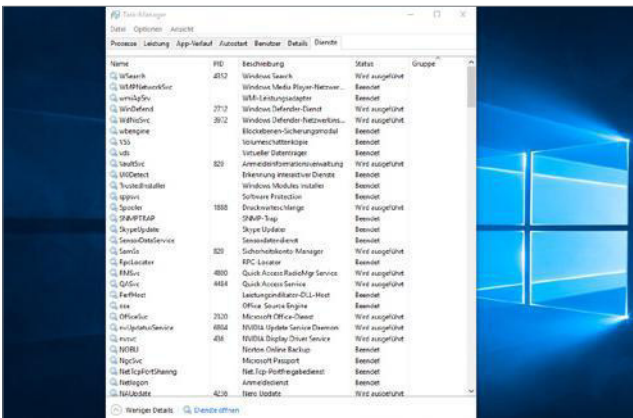 Task-Manager
Datei Optionen Ansicht
Prozesse Leistung App-Verlauf Autostart Benutzer Details Dienste
Name PID Beschreibung Status Gruppe
WSearch 4352 Windows Search Wird ausgeführt
WMPNetworkSvc Windows Media Player-Netzwer... Beendet
wmiApSrv WMI-Leistungsadapter Beendet
WinDefend 2712 Windows Defender-Dienst Wird ausgeführt
WdNisSvc 3972 Windows Defender-Netzwerkins... Wird ausgeführt
wbengine Blockebenen-Sicherungsmodul Beendet
VSS Volumeschattenkopie Beendet
vds Virtueller Datenträger Beendet
VaultSvc 820 Anmeldeinformationsverwaltung Wird ausgeführt
UI0Detect Erkennung interaktiver Dienste Beendet
TrustedInstaller Windows Modules Installer Beendet
sppsvc Software Protection Beendet
Spooler 1888 Druckwarteschlange Wird ausgeführt
SNMPTRAP SNMP-Trap Beendet
SkypeUpdate Skype Updater Beendet
SensorDataService Sensordatendienst Beendet
SamSs 820 Sicherheitskonto-Manager Wird ausgeführt
RpcLocator RPC-Locator Beendet
RMSvc 4800 Quick Access RadioMgr Service Wird ausgeführt
QASvc 4484 Quick Access Service Wird ausgeführt
PerfHost Leistungsindikator-DLL-Host Beendet
ose Office Source Engine Beendet
OfficeSvc 2320 Microsoft Office-Dienst Wird ausgeführt
nvUpdatusService 6804 NVIDIA Update Service Daemon Wird ausgeführt
nvsvc 436 NVIDIA Display Driver Service Wird ausgeführt
NOBU Norton Online Backup Beendet
NgcSvc Microsoft Passport Beendet
NetTcpPortSharing Net.Tcp-Portfreigabedienst Beendet
Netlogon Anmeldedienst Beendet
NAUpdate 4236 Nero Update Wird ausgeführt
Weniger Details Dienste öffnen